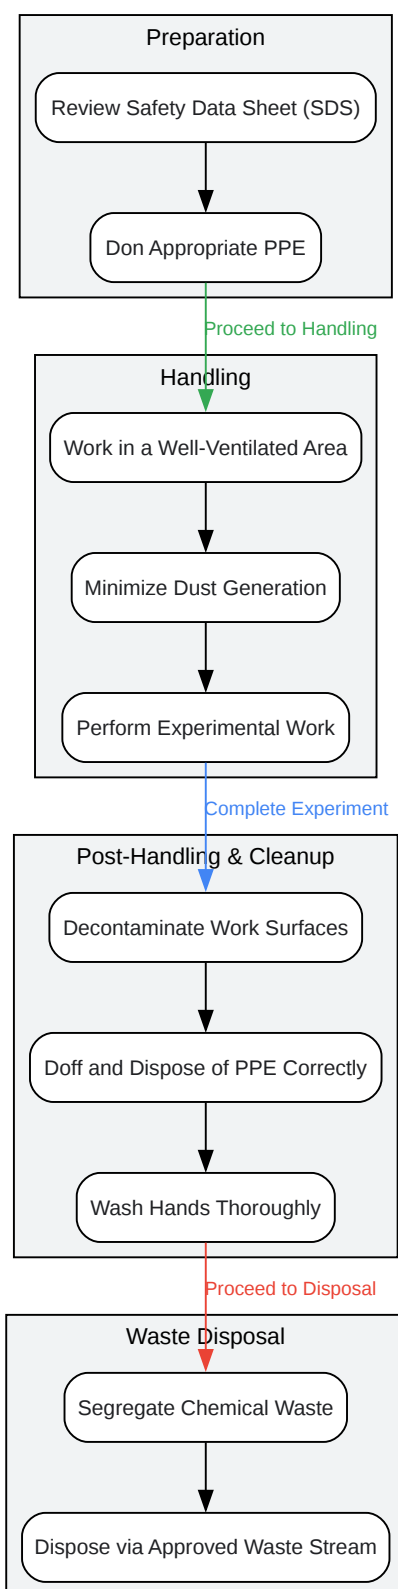 Preparation
Review Safety Data Sheet (SDS)
Don Appropriate PPE
Proceed to Handling
Handling
Work in a Well-Ventilated Area
Minimize Dust Generation
Perform Experimental Work
Complete Experiment
Post-Handling & Cleanup
Decontaminate Work Surfaces
Doff and Dispose of PPE Correctly
Wash Hands Thoroughly
Proceed to Disposal
Waste Disposal
Segregate Chemical Waste
Dispose via Approved Waste Stream